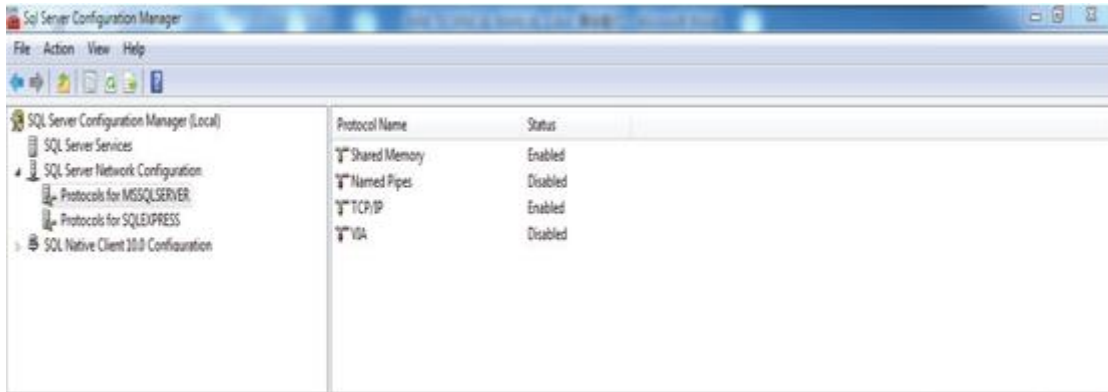 Sql Server Configuration Manager
File Action View Help
SQL Server Configuration Manager (Local)
SQL Server Services
SQL Server Network Configuration
Protocols for MSSQLSERVER
Protocols for SQLEXPRESS
SQL Native Client 10.0 Configuration
Protocol Name Status
Shared Memory Enabled
Named Pipes Disabled
TCP/IP Enabled
VIA Disabled